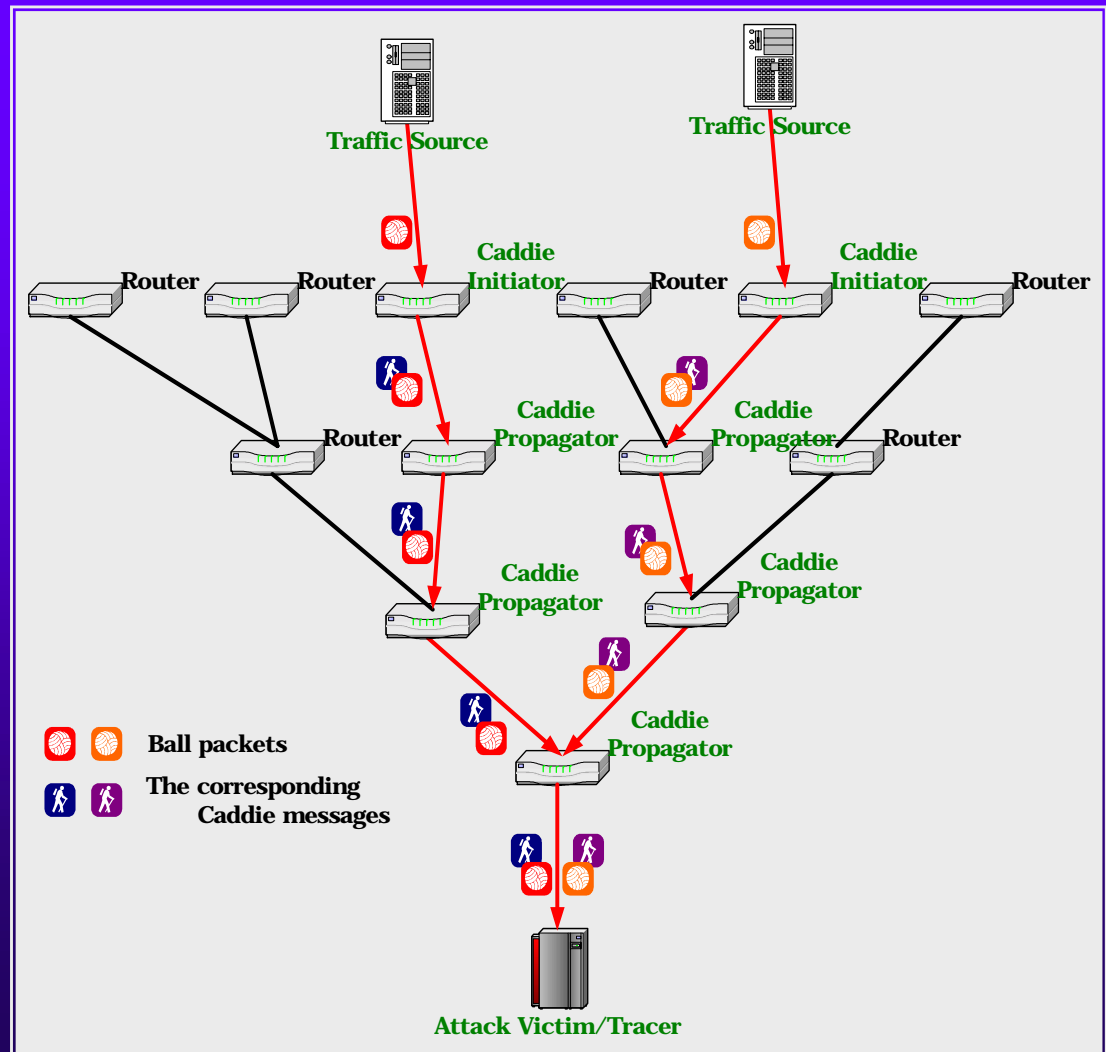 Traffic Source
Traffic Source
Caddie
Initiator
Caddie
Initiator
Router
Router
Router
Router
Caddie
Propagator
Caddie
Propagator
Router
Router
Caddie
Propagator
Caddie
Propagator
Caddie
Propagator
Ball packets
The corresponding
Caddie messages
Attack Victim/Tracer